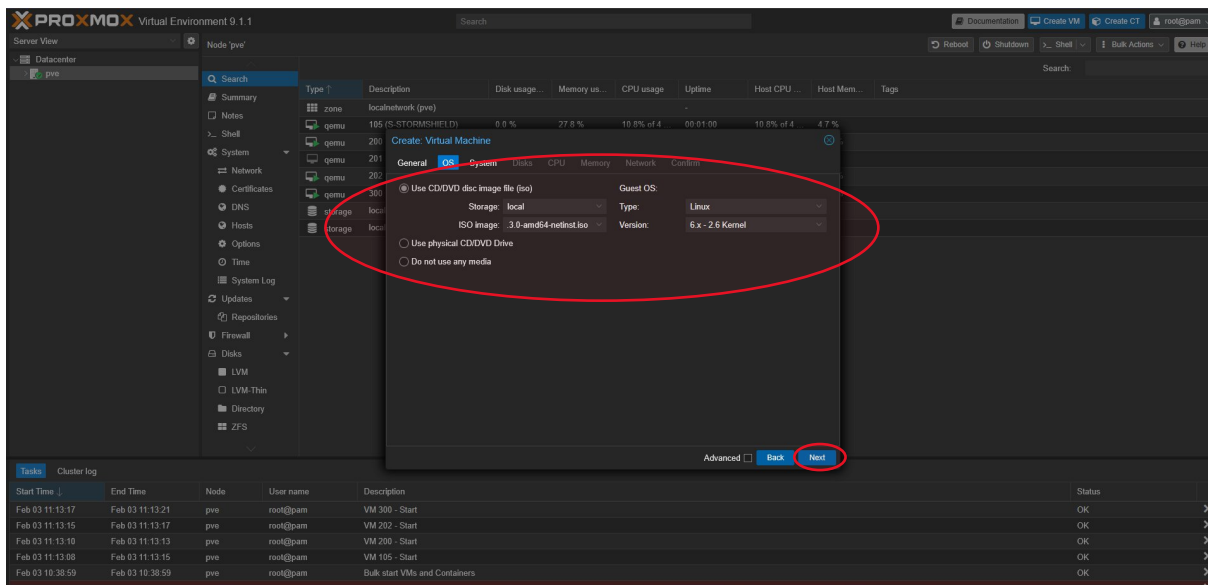 PROXMOX Virtual Environment 9.1.1 Search Documentation Create VM Create CT root@pam
Server View Node 'pve' Reboot Shutdown >_ Shell Bulk Actions Help
Datacenter Search:
pve Search
Type ↑ Description Disk usage... Memory us... CPU usage Uptime Host CPU ... Host Mem... Tags
Summary zone localnetwork (pve) -
Notes qemu 105 (S-STORMSHIELD) 0.0 % 27.8 % 10.8% of 4 ... 00:01:00 10.8% of 4 ... 4.7 %
>_ Shell qemu 200 Create: Virtual Machine
System qemu 201 General OS System Disks CPU Memory Network Confirm
Network qemu 202
Certificates qemu 300 Use CD/DVD disc image file (iso) Guest OS:
DNS storage local Storage: local Type: Linux
Hosts storage local ISO image: .3.0-amd64-netinst.iso Version: 6.x - 2.6 Kernel
Options Use physical CD/DVD Drive
Time Do not use any media
System Log
Updates
Repositories
Firewall
Disks
LVM
LVM-Thin
Directory
ZFS
Advanced Back Next
Tasks Cluster log
Start Time ↓ End Time Node User name Description Status
Feb 03 11:13:17 Feb 03 11:13:21 pve root@pam VM 300 - Start OK
Feb 03 11:13:15 Feb 03 11:13:17 pve root@pam VM 202 - Start OK
Feb 03 11:13:10 Feb 03 11:13:13 pve root@pam VM 200 - Start OK
Feb 03 11:13:08 Feb 03 11:13:15 pve root@pam VM 105 - Start OK
Feb 03 10:38:59 Feb 03 10:38:59 pve root@pam Bulk start VMs and Containers OK